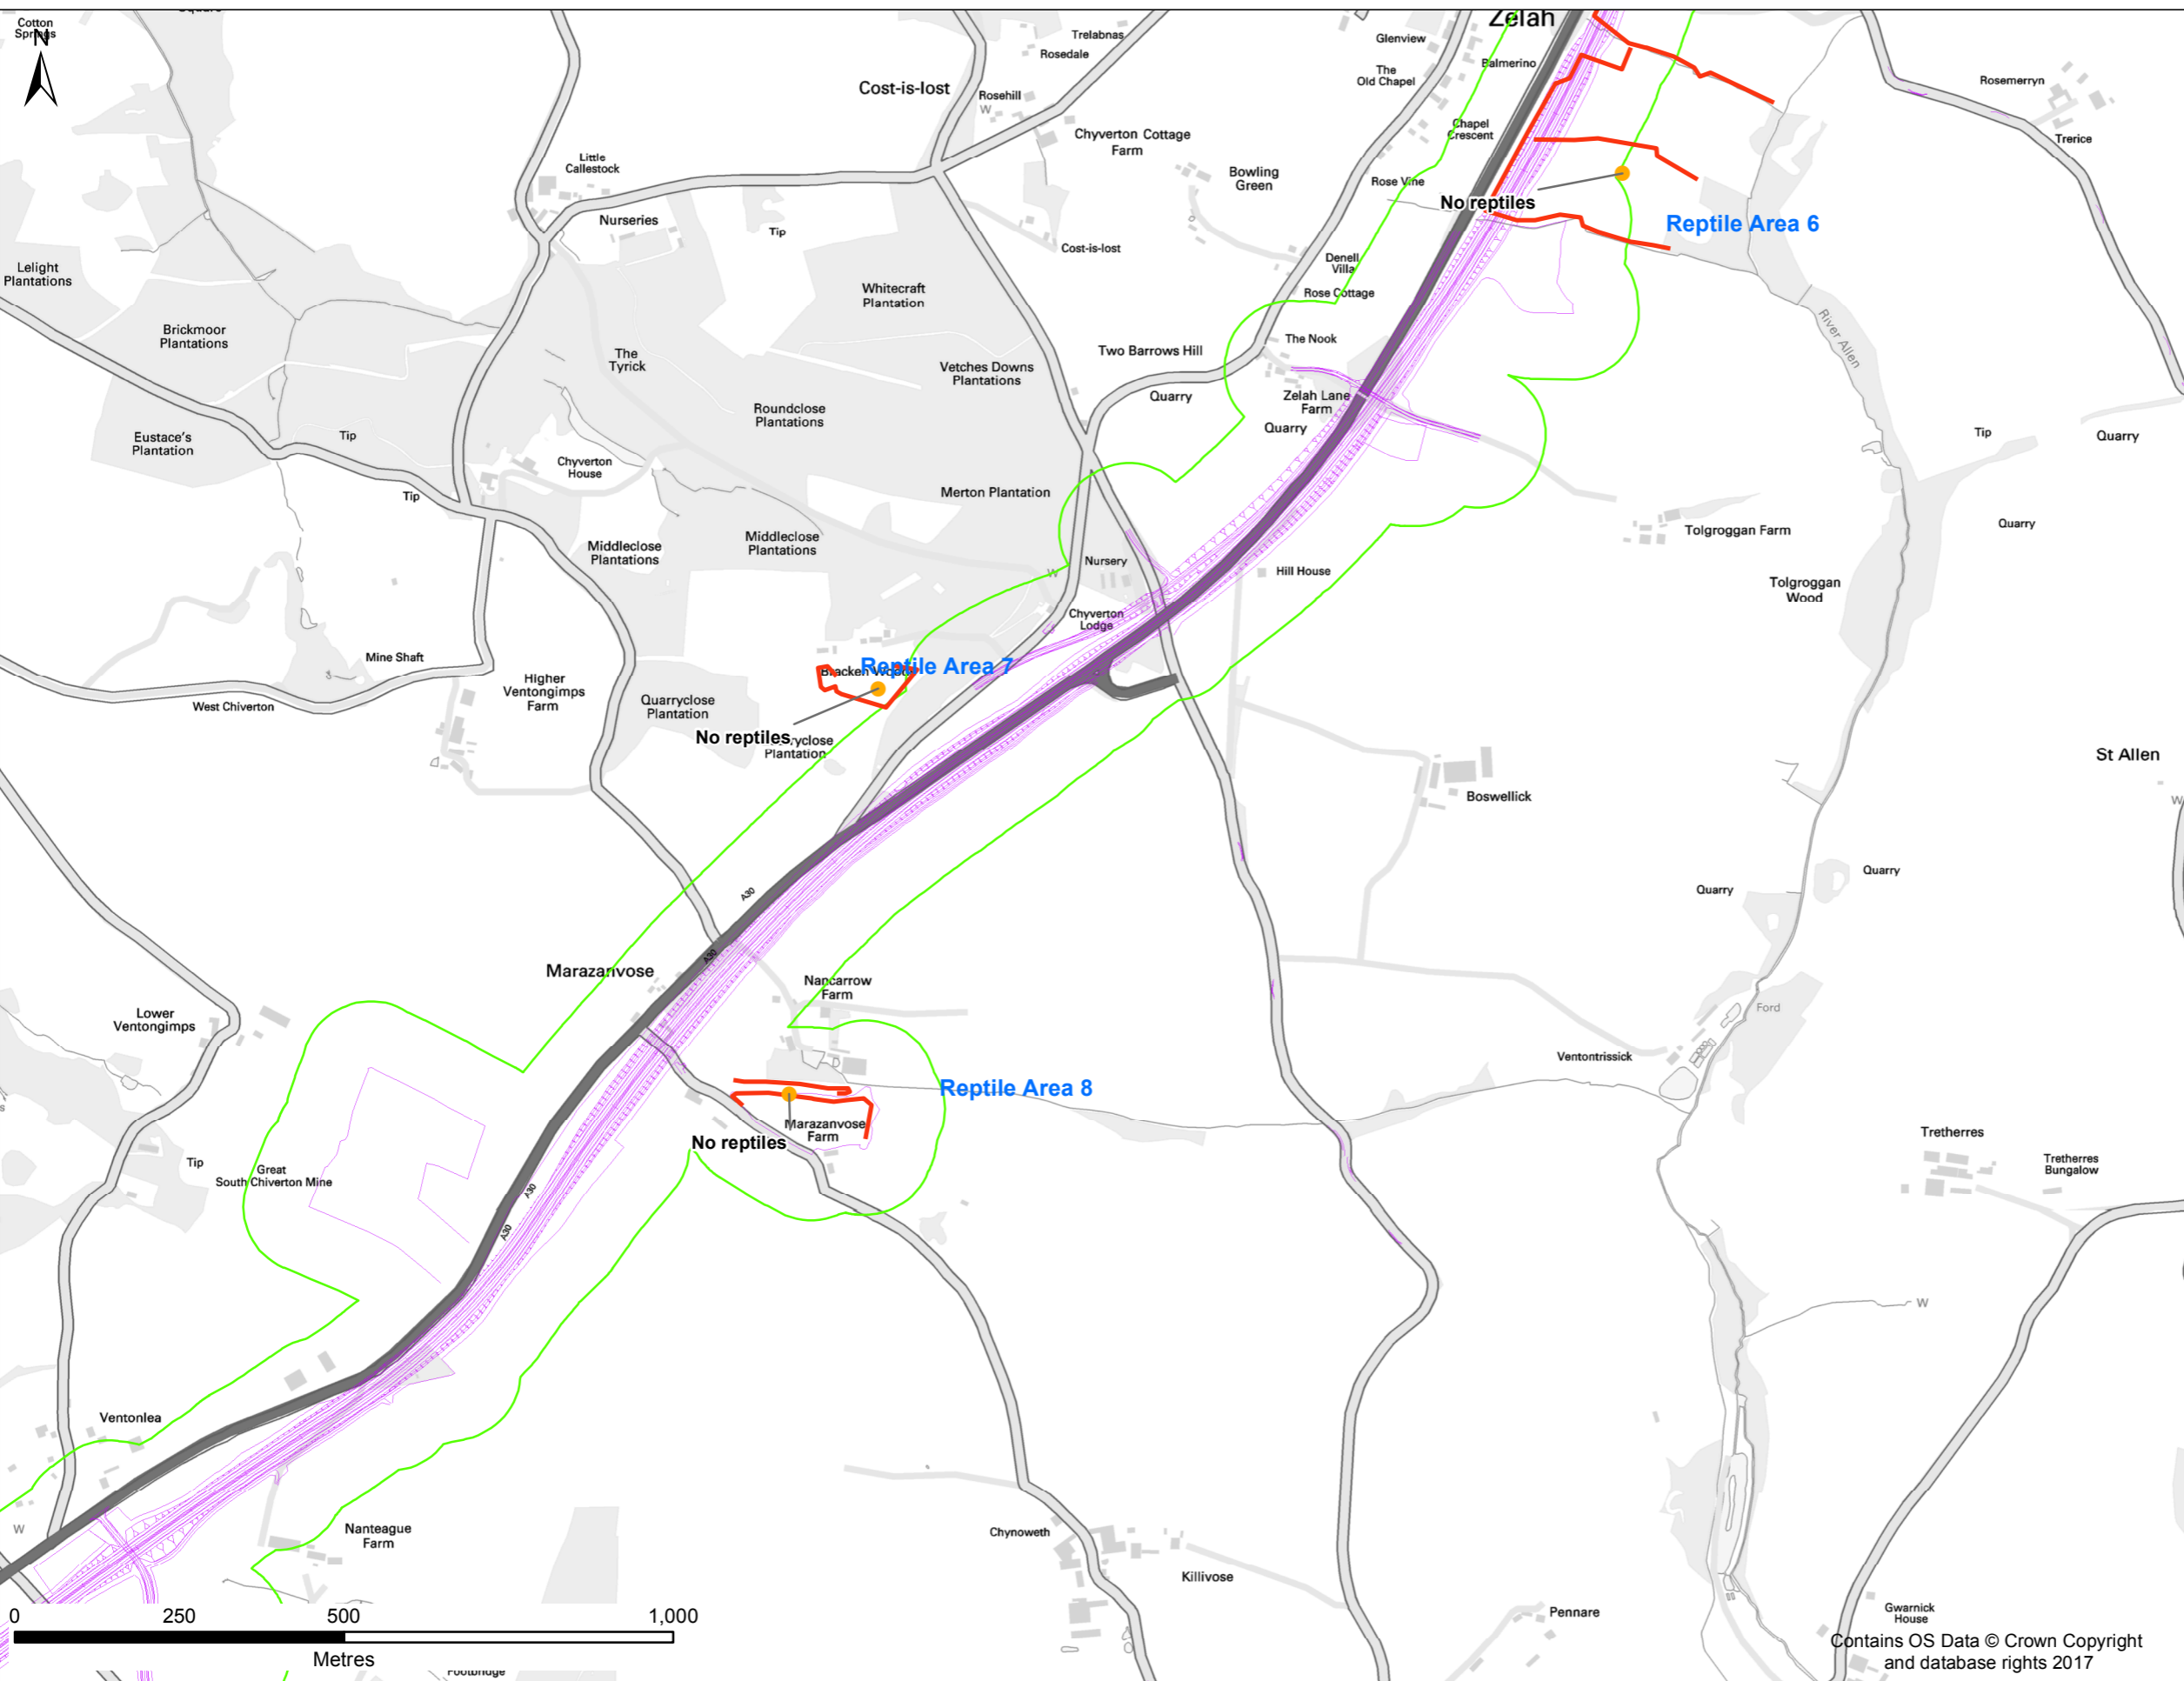 Cotton
Springs
N
Zelah
Glenview
Balmerino
The
Old Chapel
Chapel
Crescent
Trelabnas
Rosedale
Cost-is-lost
Rosehill
W
Chyverton Cottage
Farm
Rosemerryn
Trerice
Little
Callestock
Bowling
Green
Rose Vine
No reptiles
Reptile Area 6
Nurseries
Tip
Cost-is-lost
Denell
Villa
Rose Cottage
Lelight
Plantations
Whitecraft
Plantation
Brickmoor
Plantations
The
Tyrick
Two Barrows Hill
The Nook
River Allen
Vetches Downs
Plantations
Quarry
Zelah Lane
Farm
Quarry
Roundclose
Plantations
Eustace's
Plantation
Tip
Tip
Quarry
Chyverton
House
Tip
Merton Plantation
Tolgroggan Farm
Quarry
Middleclose
Plantations
Middleclose
Plantations
Nursery
W
Hill House
Tolgroggan
Wood
Chyverton
Lodge
Mine Shaft
Reptile Area 7
Bracken Wood
Higher
Ventongimps
Farm
Quarryclose
Plantation
West Chiverton
No reptiles
Plantation
St Allen
Boswellick
W
Quarry
Quarry
A30
A30
Marazanvose
Nancarrow
Farm
Lower
Ventongimps
Ford
Ventontrissick
Reptile Area 8
Marazanvose
Farm
No reptiles
Tretherres
Tretherres
Bungalow
Tip
Great
South Chiverton Mine
A30
A30
W
Ventonlea
W
Nanteague
Farm
Chynoweth
Killivose
Pennare
Gwarnick
House
0 250 500 1,000
Metres
Footbridge
Contains OS Data © Crown Copyright
and database rights 2017